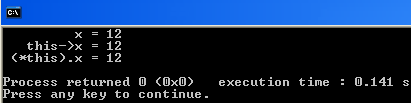 C:\
x = 12
this->x = 12
(*this).x = 12
Process returned 0 (0x0)   execution time : 0.141 s
Press any key to continue.